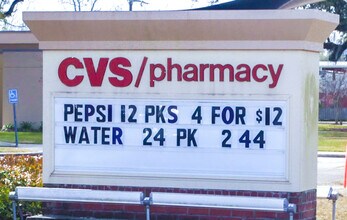 CVS/pharmacy
PEPSI 12 PKS 4 FOR $12
WATER 24 PK 2 44